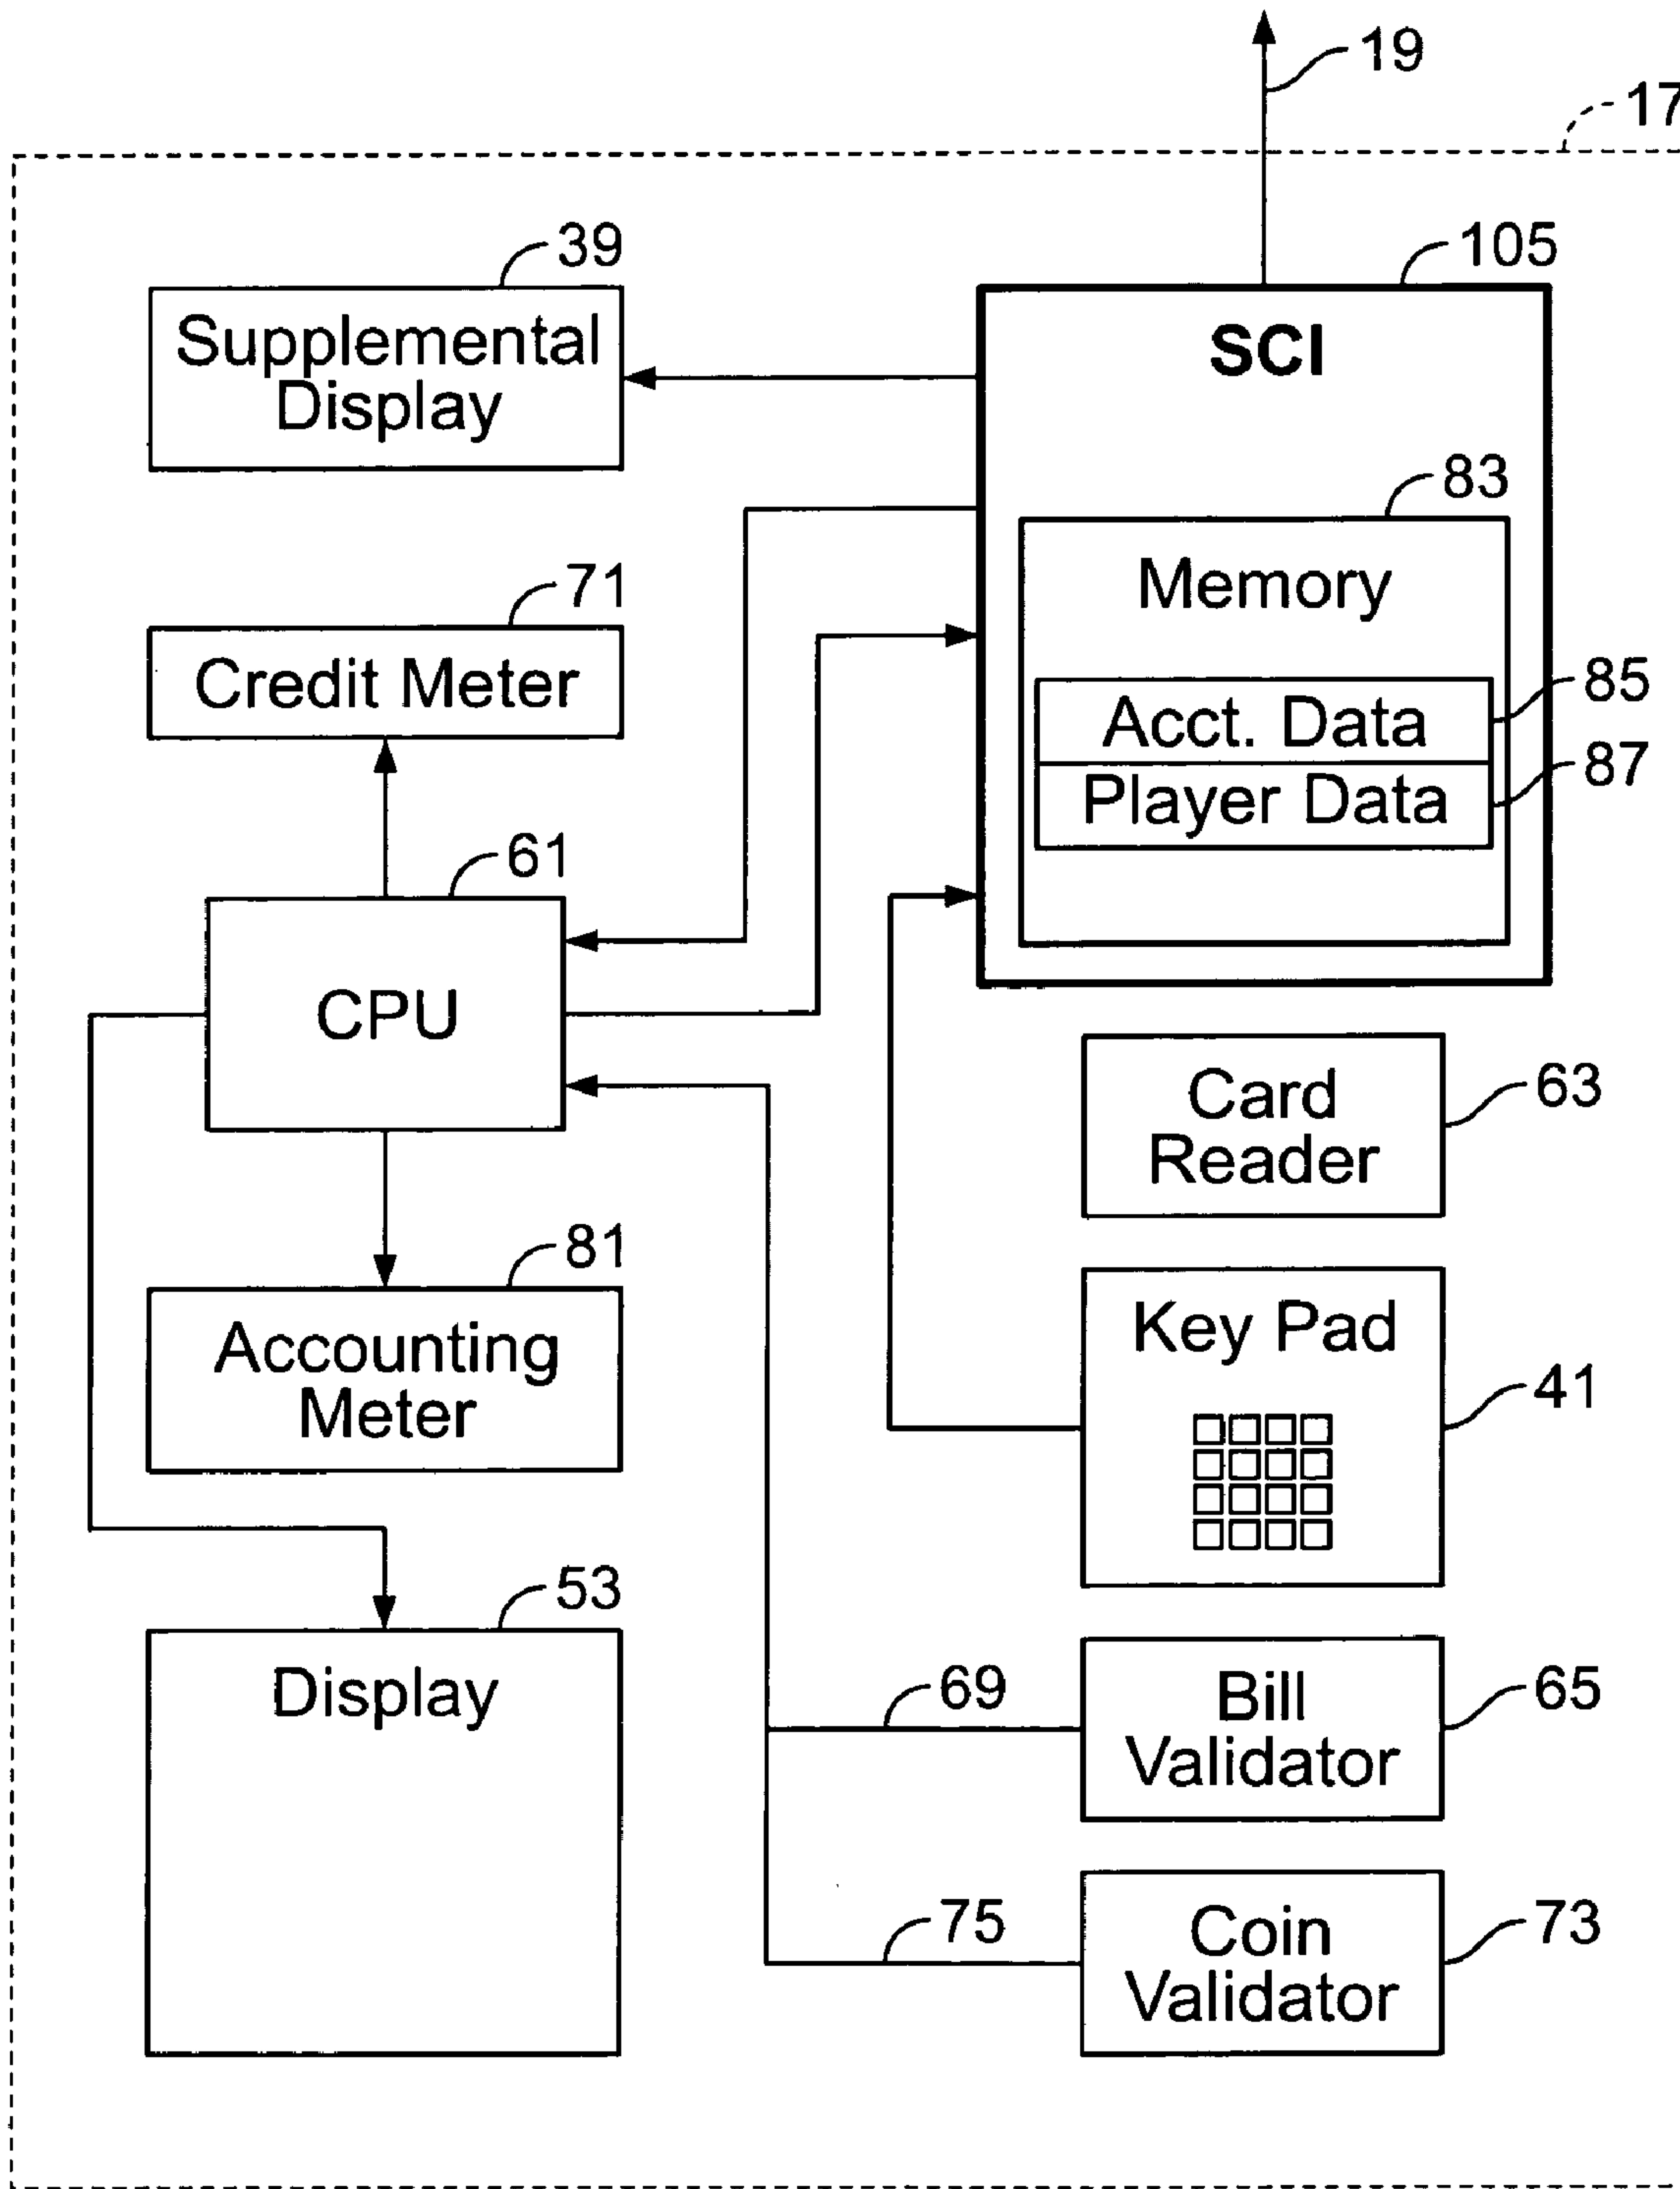 19
17
39
105
Supplemental
Display
SCI
83
Memory
71
Credit Meter
85
Acct. Data
87
Player Data
61
CPU
Card
Reader
63
81
Accounting
Meter
Key Pad
41
53
Display
69
Bill
Validator
65
75
Coin
Validator
73